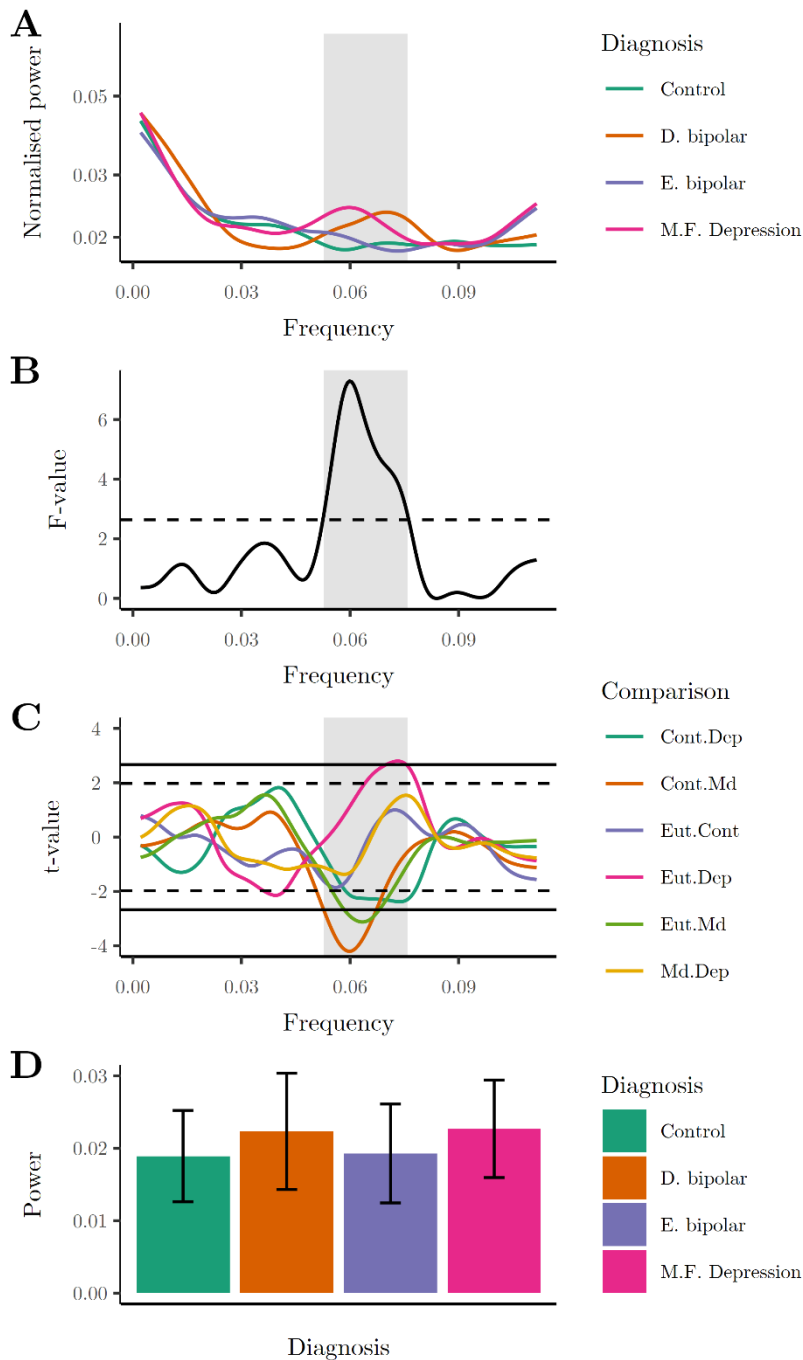 A
Normalised power
0.05
0.03
0.02
0.00
0.03
0.06
0.09
Frequency
Diagnosis
Control
D. bipolar
E. bipolar
M.F. Depression
B
F-value
6
4
2
0
0.00
0.03
0.06
0.09
Frequency
C
t-value
4
2
0
-2
-4
0.00
0.03
0.06
0.09
Frequency
Comparison
Cont.Dep
Cont.Md
Eut.Cont
Eut.Dep
Eut.Md
Md.Dep
D
Power
0.03
0.02
0.01
0.00
Diagnosis
Diagnosis
Control
D. bipolar
E. bipolar
M.F. Depression